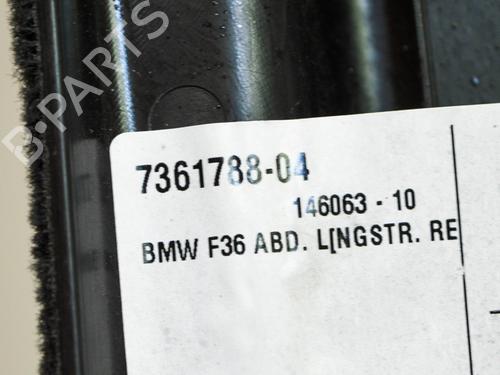 B-PARTS
7361788-04
146063 - 10
BMW F36 ABD. L[NGSTR. RE